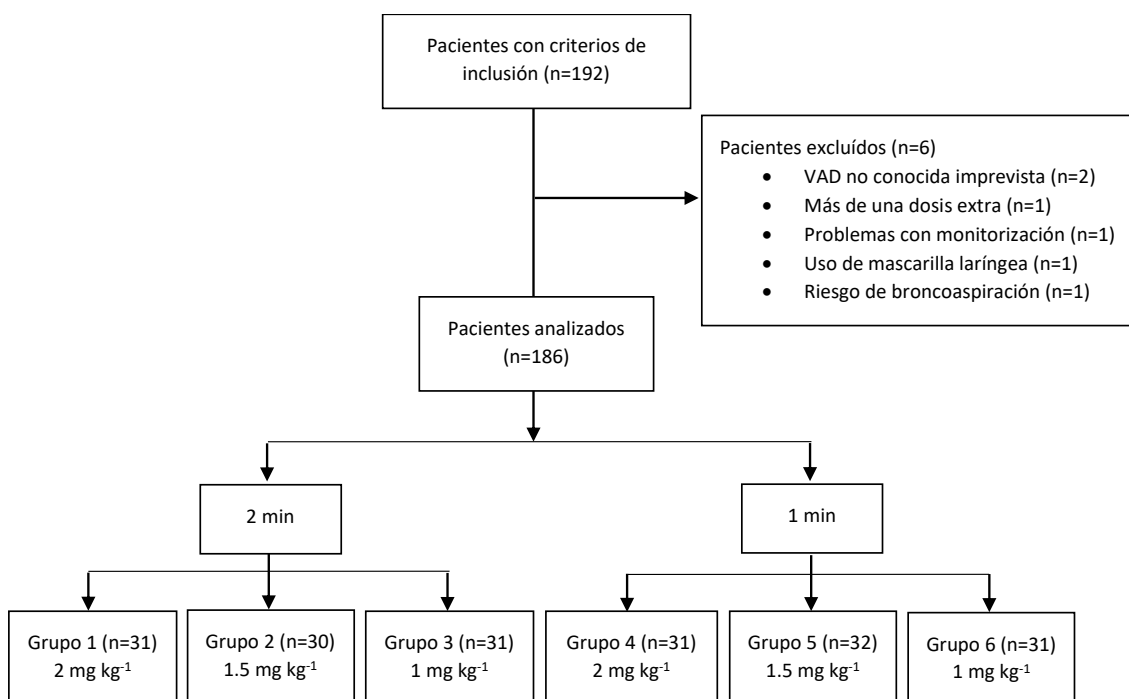 Pacientes con criterios de
inclusión (n=192)
Pacientes excluídos (n=6)
• VAD no conocida imprevista (n=2)
• Más de una dosis extra (n=1)
• Problemas con monitorización (n=1)
• Uso de mascarilla laríngea (n=1)
• Riesgo de broncoaspiración (n=1)
Pacientes analizados
(n=186)
2 min
1 min
Grupo 1 (n=31)
2 mg kg⁻¹
Grupo 2 (n=30)
1.5 mg kg⁻¹
Grupo 3 (n=31)
1 mg kg⁻¹
Grupo 4 (n=31)
2 mg kg⁻¹
Grupo 5 (n=32)
1.5 mg kg⁻¹
Grupo 6 (n=31)
1 mg kg⁻¹